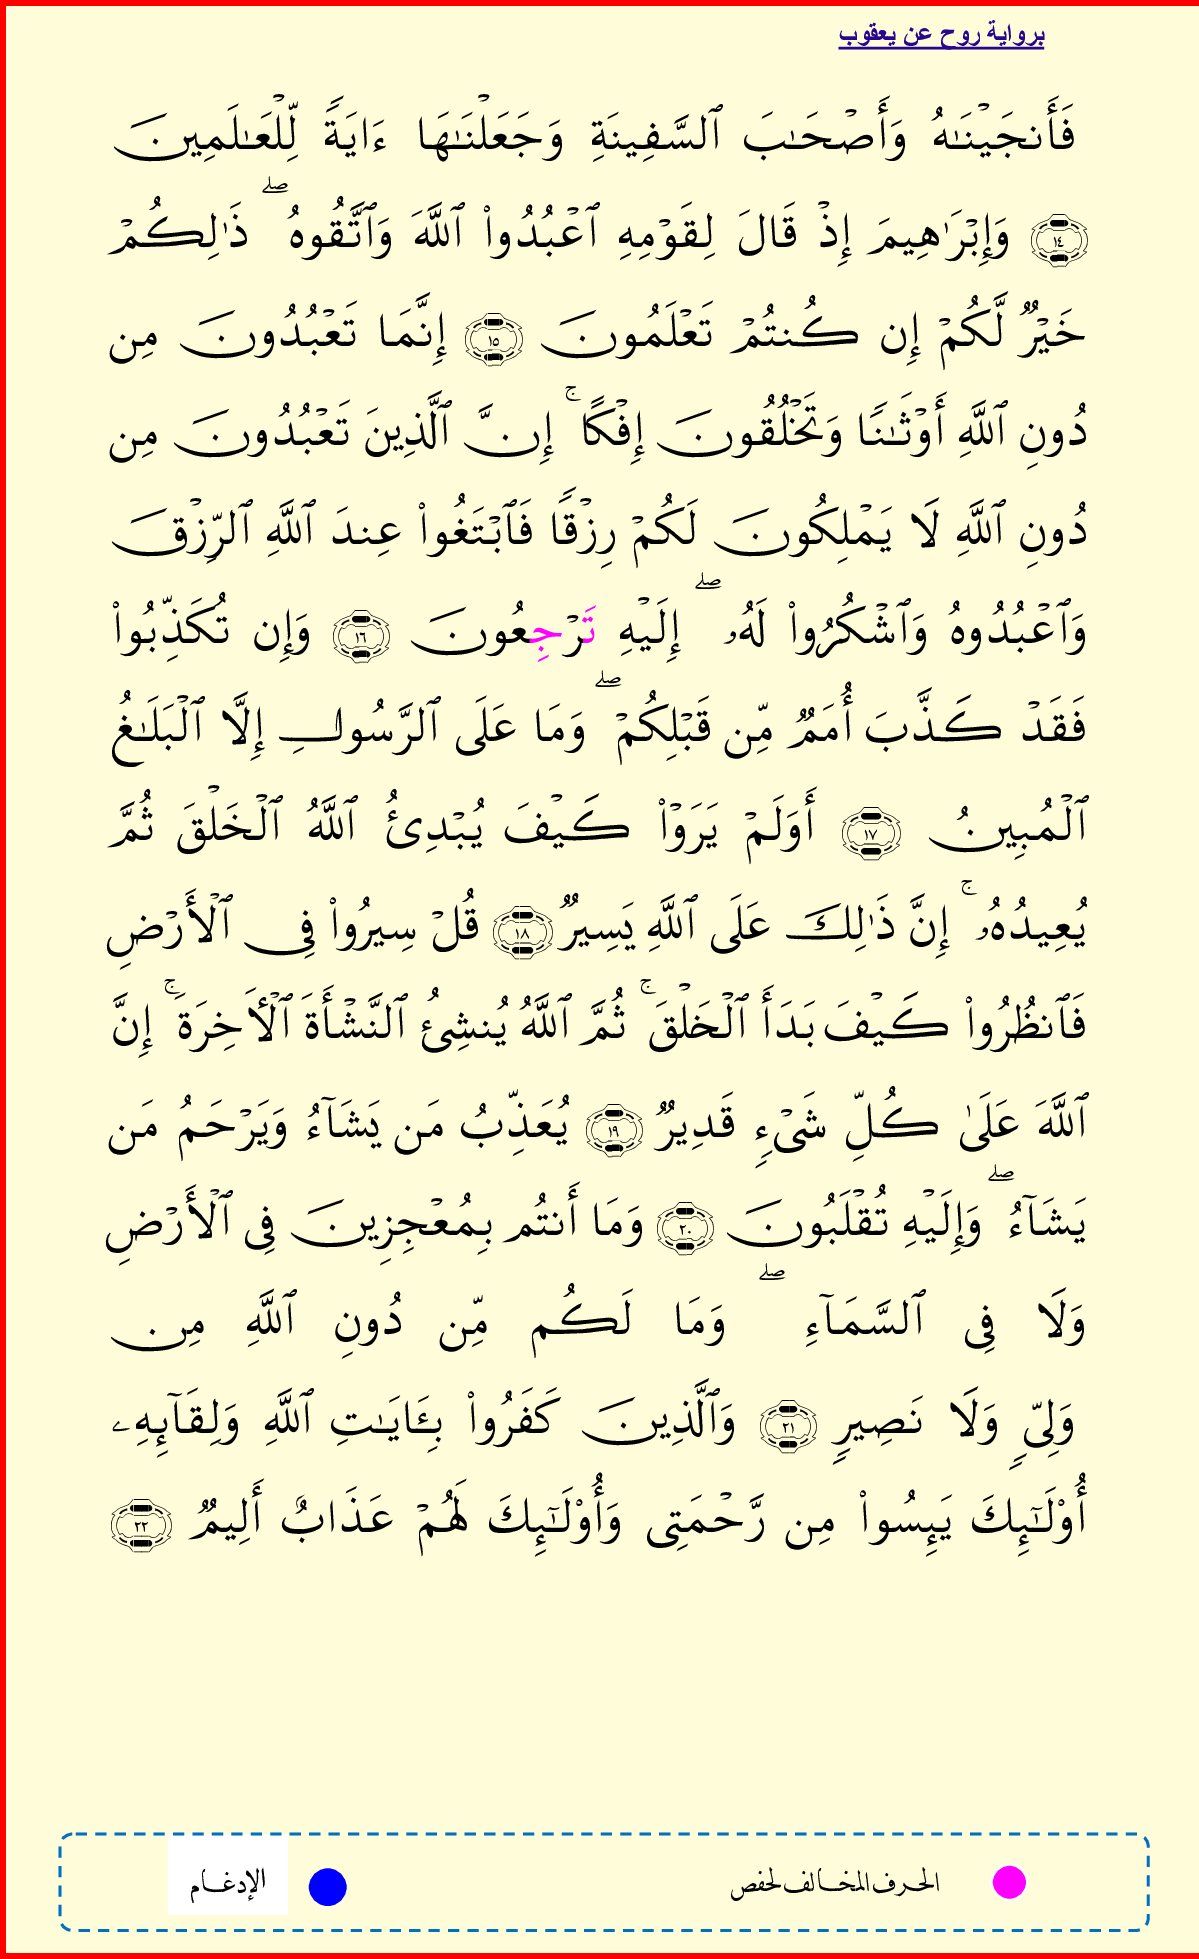 برواية روح عن يعقوب
فَأَنجَيْنَـٰهُ وَأَصْحَـٰبَ ٱلسَّفِينَةِ وَجَعَلْنَـٰهَا ءَايَةً لِّلْعَـٰلَمِينَ
١٤ وَإِبْرَٰهِيمَ إِذْ قَالَ لِقَوْمِهِ ٱعْبُدُوا۟ ٱللَّهَ وَٱتَّقُوهُ ۖ ذَٰلِكُمْ
خَيْرٌ لَّكُمْ إِن كُنتُمْ تَعْلَمُونَ ١٥ إِنَّمَا تَعْبُدُونَ مِن
دُونِ ٱللَّهِ أَوْثَـٰنًا وَتَخْلُقُونَ إِفْكًا ۚ إِنَّ ٱلَّذِينَ تَعْبُدُونَ مِن
دُونِ ٱللَّهِ لَا يَمْلِكُونَ لَكُمْ رِزْقًا فَٱبْتَغُوا۟ عِندَ ٱللَّهِ ٱلرِّزْقَ
وَٱعْبُدُوهُ وَٱشْكُرُوا۟ لَهُۥ ۖ إِلَيْهِ تَرْجِعُونَ ١٦ وَإِن تُكَذِّبُوا۟
فَقَدْ كَذَّبَ أُمَمٌ مِّن قَبْلِكُمْ ۖ وَمَا عَلَى ٱلرَّسُولِ إِلَّا ٱلْبَلَـٰغُ
ٱلْمُبِينُ ١٧ أَوَلَمْ يَرَوْا۟ كَيْفَ يُبْدِئُ ٱللَّهُ ٱلْخَلْقَ ثُمَّ
يُعِيدُهُۥ ۚ إِنَّ ذَٰلِكَ عَلَى ٱللَّهِ يَسِيرٌ ١٨ قُلْ سِيرُوا۟ فِى ٱلْأَرْضِ
فَٱنظُرُوا۟ كَيْفَ بَدَأَ ٱلْخَلْقَ ۚ ثُمَّ ٱللَّهُ يُنشِئُ ٱلنَّشْأَةَ ٱلْـَٔاخِرَةَ ۚ إِنَّ
ٱللَّهَ عَلَىٰ كُلِّ شَىْءٍ قَدِيرٌ ١٩ يُعَذِّبُ مَن يَشَآءُ وَيَرْحَمُ مَن
يَشَآءُ ۖ وَإِلَيْهِ تُقْلَبُونَ ٢٠ وَمَا أَنتُم بِمُعْجِزِينَ فِى ٱلْأَرْضِ
وَلَا فِى ٱلسَّمَآءِ ۖ وَمَا لَكُم مِّن دُونِ ٱللَّهِ مِن
وَلِىٍّ وَلَا نَصِيرٍ ٢١ وَٱلَّذِينَ كَفَرُوا۟ بِـَٔايَـٰتِ ٱللَّهِ وَلِقَآئِهِۦ
أُو۟لَـٰٓئِكَ يَئِسُوا۟ مِن رَّحْمَتِى وَأُو۟لَـٰٓئِكَ لَهُمْ عَذَابٌ أَلِيمٌ ٢٢
الحرف المخالف لحفص الإدغام